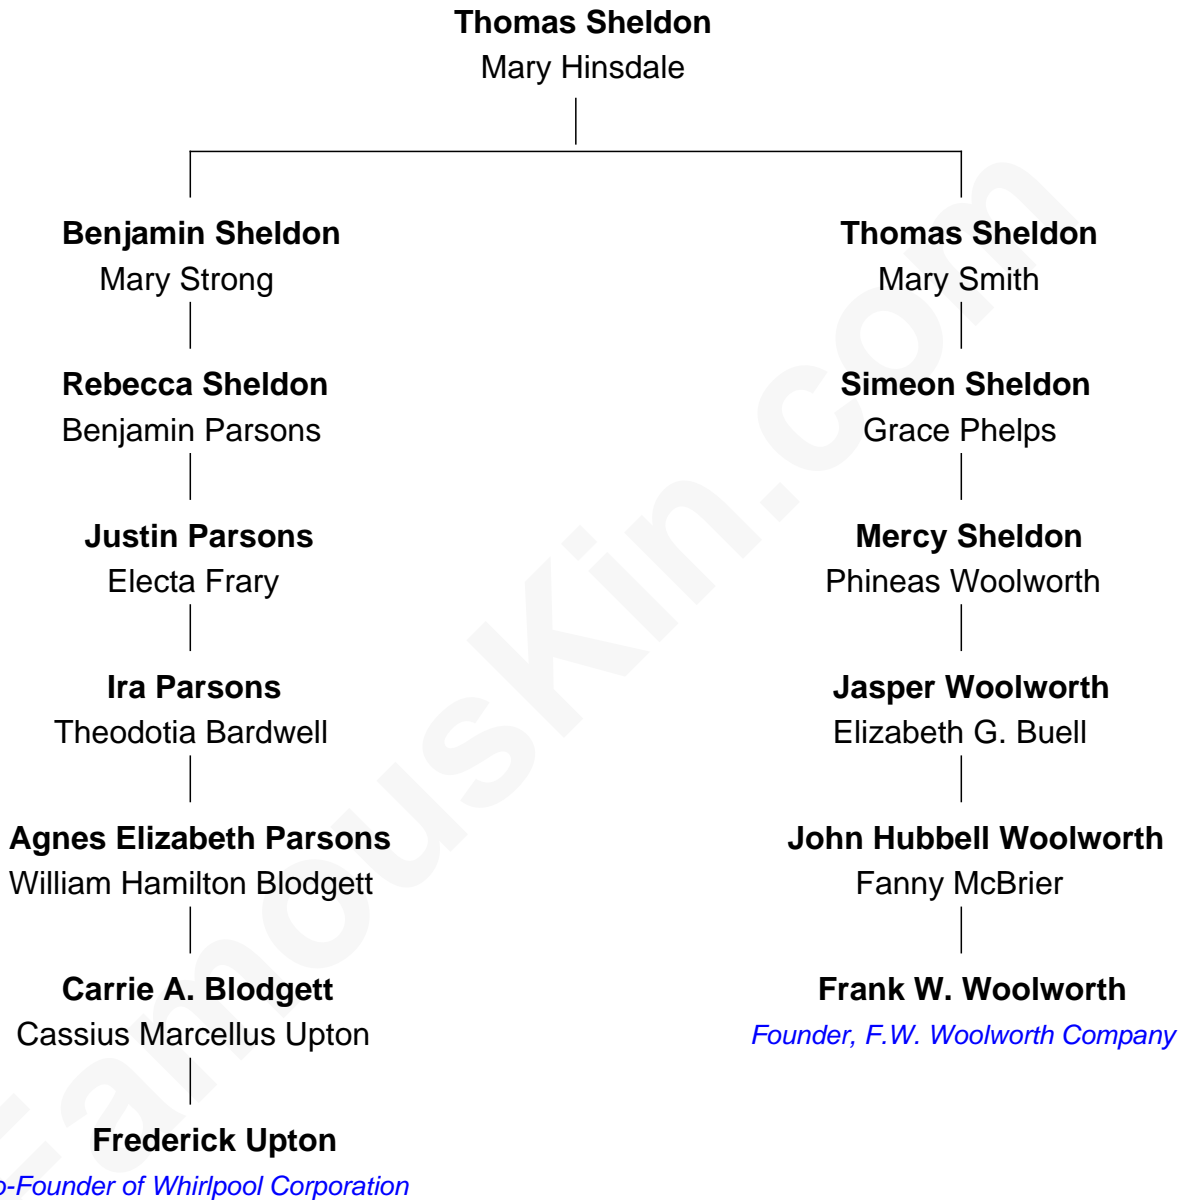 Thomas Sheldon
Mary Hinsdale
Benjamin Sheldon
Mary Strong
Thomas Sheldon
Mary Smith
Rebecca Sheldon
Benjamin Parsons
Simeon Sheldon
Grace Phelps
Justin Parsons
Electa Frary
Mercy Sheldon
Phineas Woolworth
Ira Parsons
Theodotia Bardwell
Jasper Woolworth
Elizabeth G. Buell
Agnes Elizabeth Parsons
William Hamilton Blodgett
John Hubbell Woolworth
Fanny McBrier
Carrie A. Blodgett
Cassius Marcellus Upton
Frank W. Woolworth
Founder, F.W. Woolworth Company
Frederick Upton
o-Founder of Whirlpool Corporation
FamousKin.com